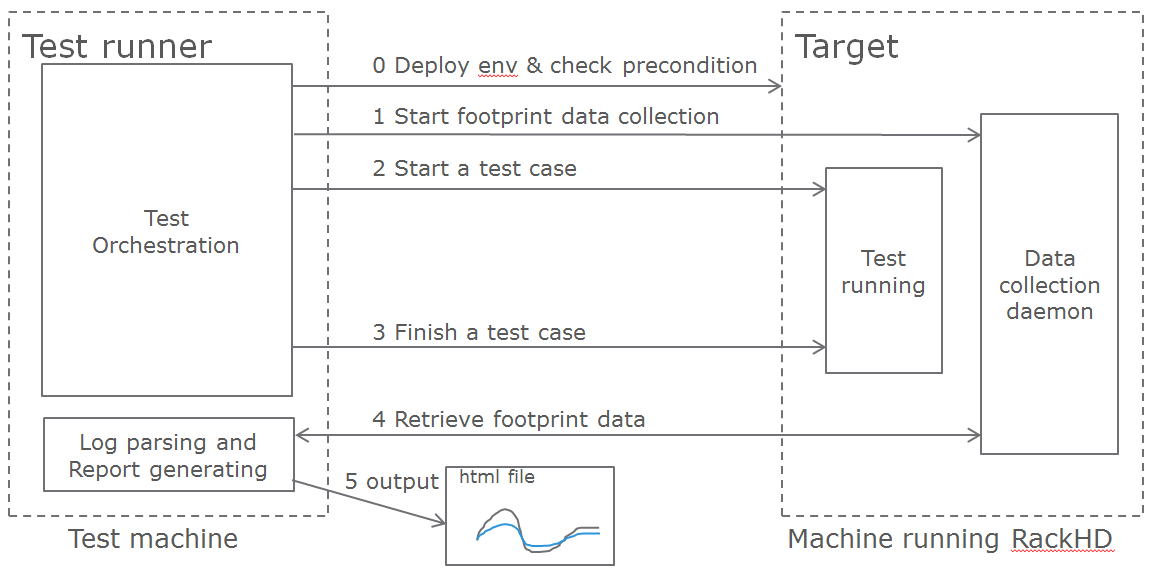 Test runner
Target
0 Deploy env & check precondition
1 Start footprint data collection
2 Start a test case
Test
Orchestration
Test
running
Data
collection
daemon
3 Finish a test case
4 Retrieve footprint data
Log parsing and
Report generating
5 output
html file
Test machine
Machine running RackHD